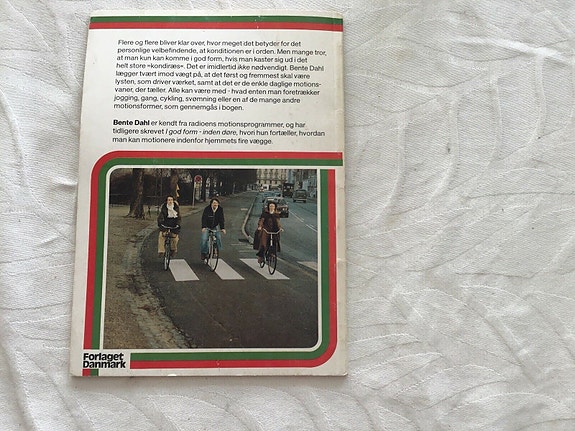 Flere og flere bliver klar over, hvor meget det betyder for det
personlige velbefindende, at konditionen er i orden. Men mange tror,
at man kun kan komme i god form, hvis man kaster sig ud i det
helt store »kondiræs«. Det er imidlertid ikke nødvendigt. Bente Dahl
lægger tværtimod vægt på, at det først og fremmest skal være
lysten, som driver værket, samt at det er de enkle daglige motions-
vaner, der tæller. Alle kan være med - hvad enten man foretrækker
jogging, gang, cykling, svømning eller en af de mange andre
motionsformer, som gennemgås i bogen.
Bente Dahl er kendt fra radioens motionsprogrammer, og har
tidligere skrevet I god form - inden døre, hvori hun fortæller, hvordan
man kan motionere indenfor hjemmets fire vægge.
Forlaget
Danmark